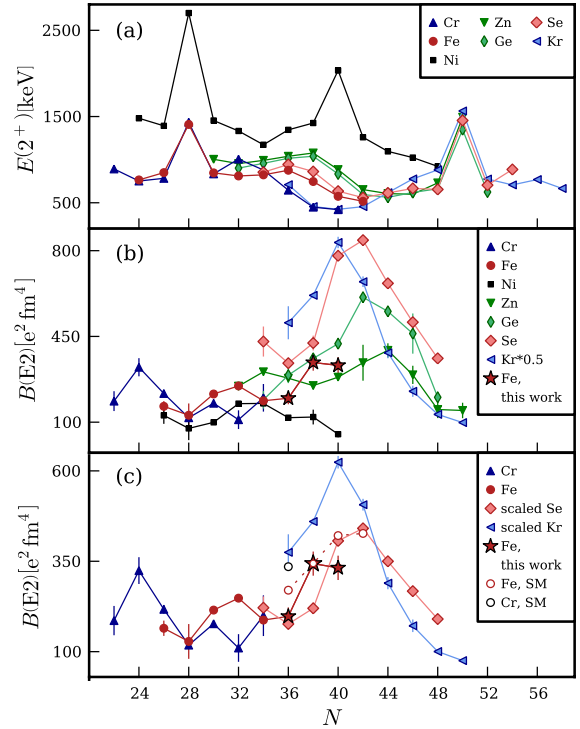 (a)
Cr
Fe
Ni
Zn
Ge
Se
Kr
2500
1500
500
E(2⁺)[keV]
(b)
Cr
Fe
Ni
Zn
Ge
Se
Kr*0.5
Fe,
this work
800
450
100
B(E2)[e² fm⁴]
(c)
Cr
Fe
scaled Se
scaled Kr
Fe,
this work
Fe, SM
Cr, SM
600
350
100
B(E2)[e² fm⁴]
24 28 32 36 40 44 48 52 56
N